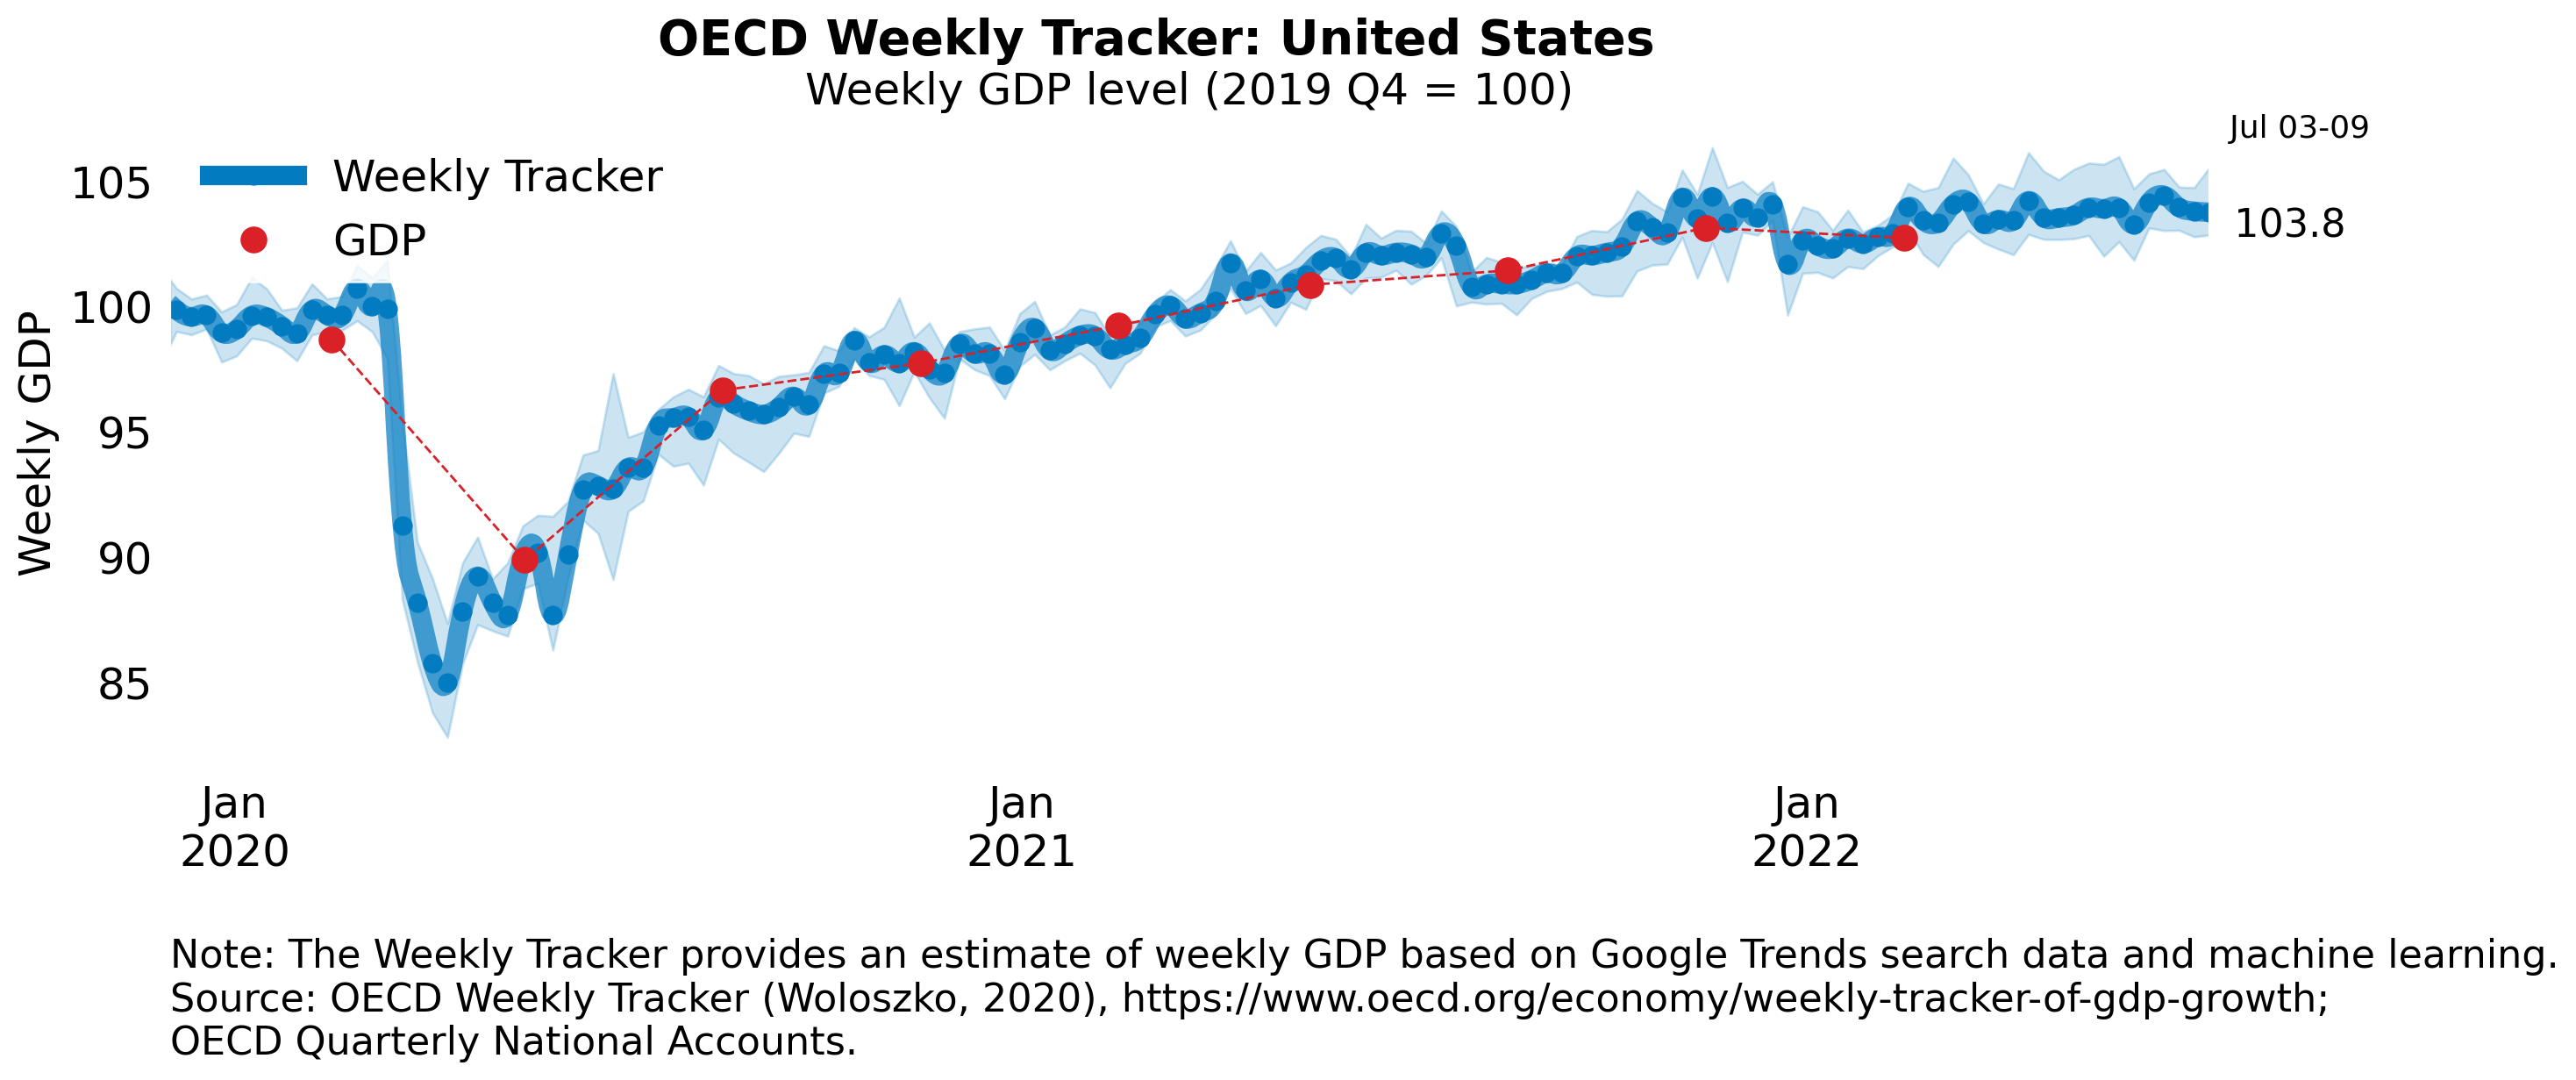 OECD Weekly Tracker: United States
Weekly GDP level (2019 Q4 = 100)
Jul 03-09
103.8
Weekly Tracker
GDP
Weekly GDP
105
100
95
90
85
Jan
2020
Jan
2021
Jan
2022
Note: The Weekly Tracker provides an estimate of weekly GDP based on Google Trends search data and machine learning.
Source: OECD Weekly Tracker (Woloszko, 2020), https://www.oecd.org/economy/weekly-tracker-of-gdp-growth;
OECD Quarterly National Accounts.